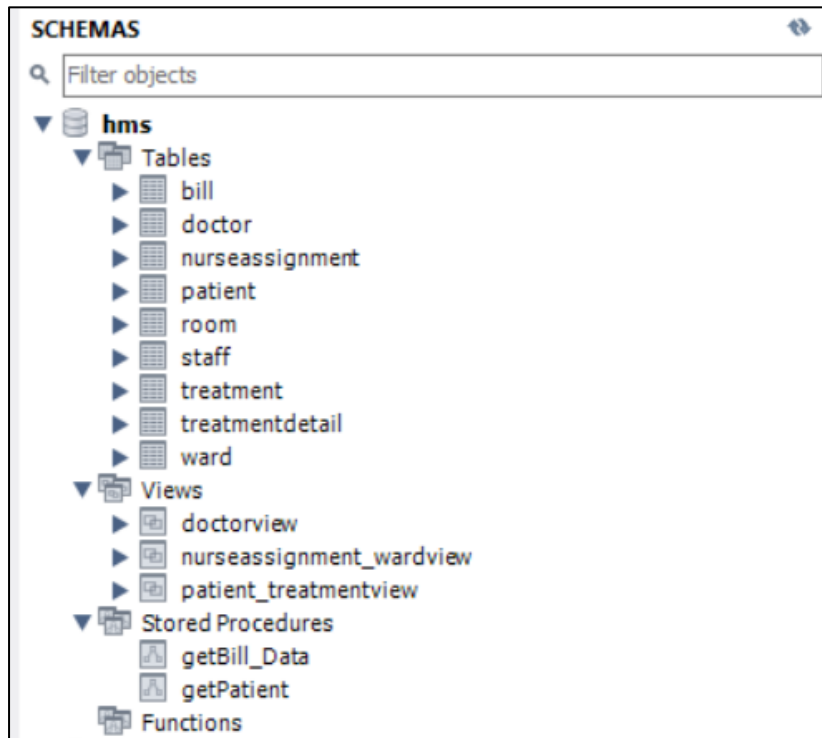 SCHEMAS
Filter objects
hms
Tables
bill
doctor
nurseassignment
patient
room
staff
treatment
treatmentdetail
ward
Views
doctorview
nurseassignment_wardview
patient_treatmentview
Stored Procedures
getBill_Data
getPatient
Functions